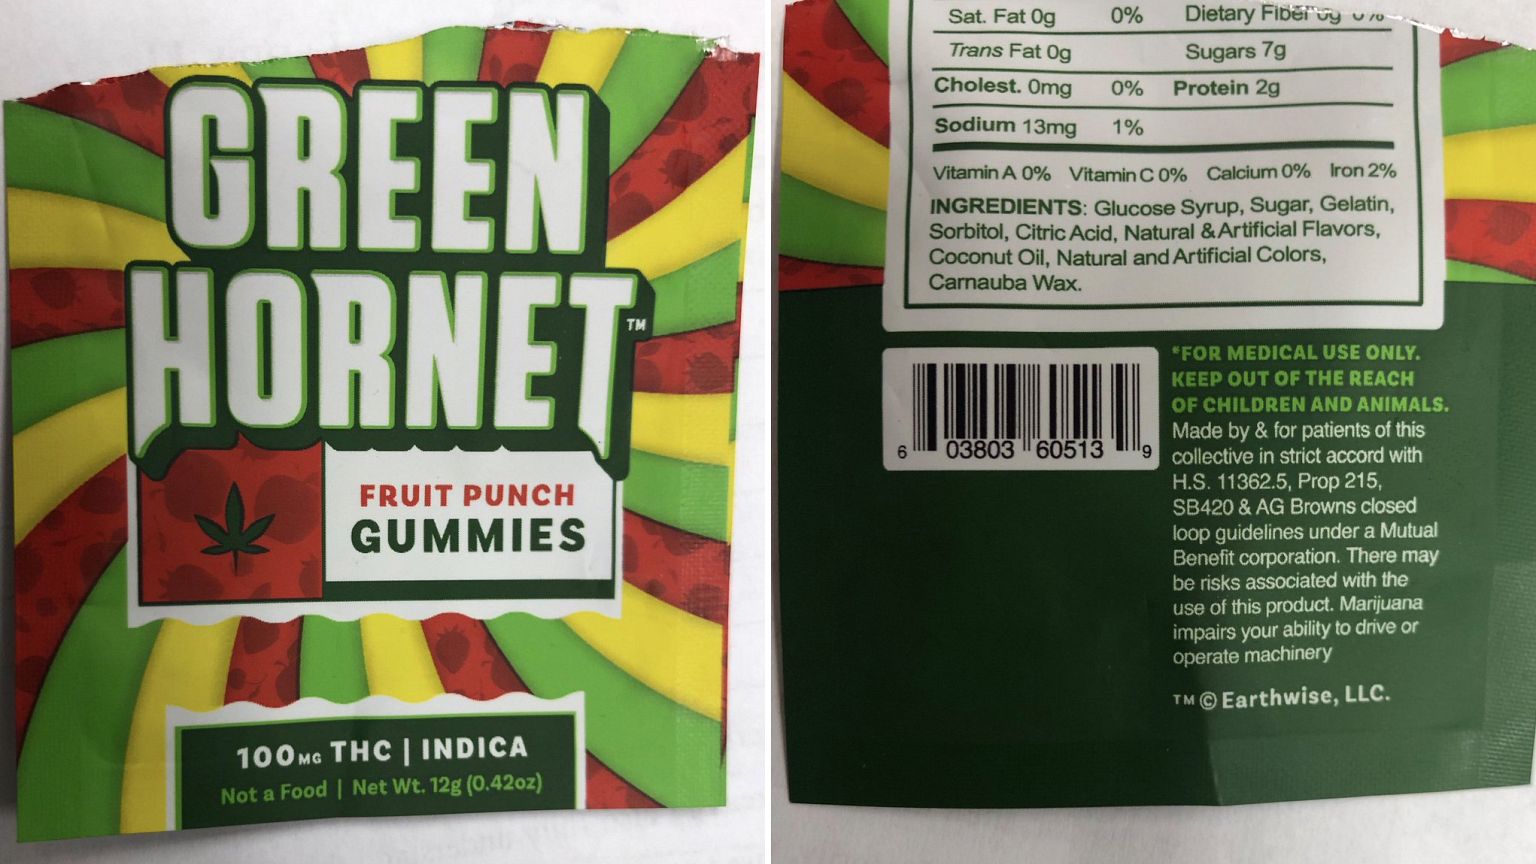 GREEN
HORNET™
FRUIT PUNCH
GUMMIES
100MG THC | INDICA
Not a Food | Net Wt. 12g (0.42oz)
Sat. Fat 0g 0% Dietary Fiber 0g 0%
Trans Fat 0g Sugars 7g
Cholest. 0mg 0% Protein 2g
Sodium 13mg 1%
Vitamin A 0% Vitamin C 0% Calcium 0% Iron 2%
INGREDIENTS: Glucose Syrup, Sugar, Gelatin,
Sorbitol, Citric Acid, Natural & Artificial Flavors,
Coconut Oil, Natural and Artificial Colors,
Carnauba Wax.
6 03803 60513 9
*FOR MEDICAL USE ONLY.
KEEP OUT OF THE REACH
OF CHILDREN AND ANIMALS.
Made by & for patients of this
collective in strict accord with
H.S. 11362.5, Prop 215,
SB420 & AG Browns closed
loop guidelines under a Mutual
Benefit corporation. There may
be risks associated with the
use of this product. Marijuana
impairs your ability to drive or
operate machinery
™ © Earthwise, LLC.